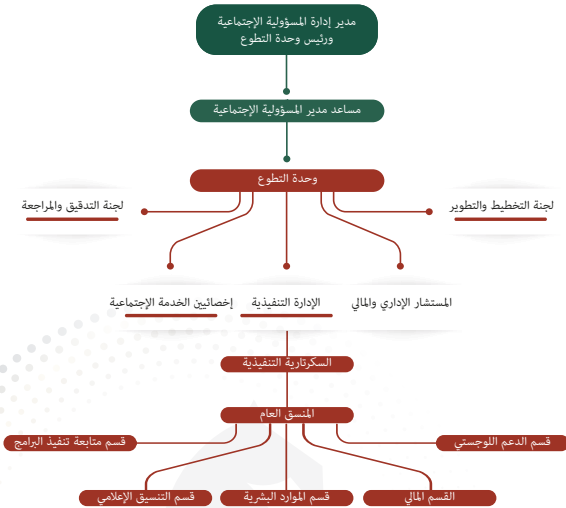 مدير إدارة المسؤولية الإجتماعية
ورئيس وحدة التطوع
مساعد مدير المسؤولية الإجتماعية
وحدة التطوع
لجنة التخطيط والتطوير
لجنة التدقيق والمراجعة
المستشار الإداري والمالي
الإدارة التنفيذية
إخصائيين الخدمة الإجتماعية
السكرتارية التنفيذية
المنسق العام
قسم الدعم اللوجستي
قسم متابعة تنفيذ البرامج
القسم المالي
قسم الموارد البشرية
قسم التنسيق الإعلامي